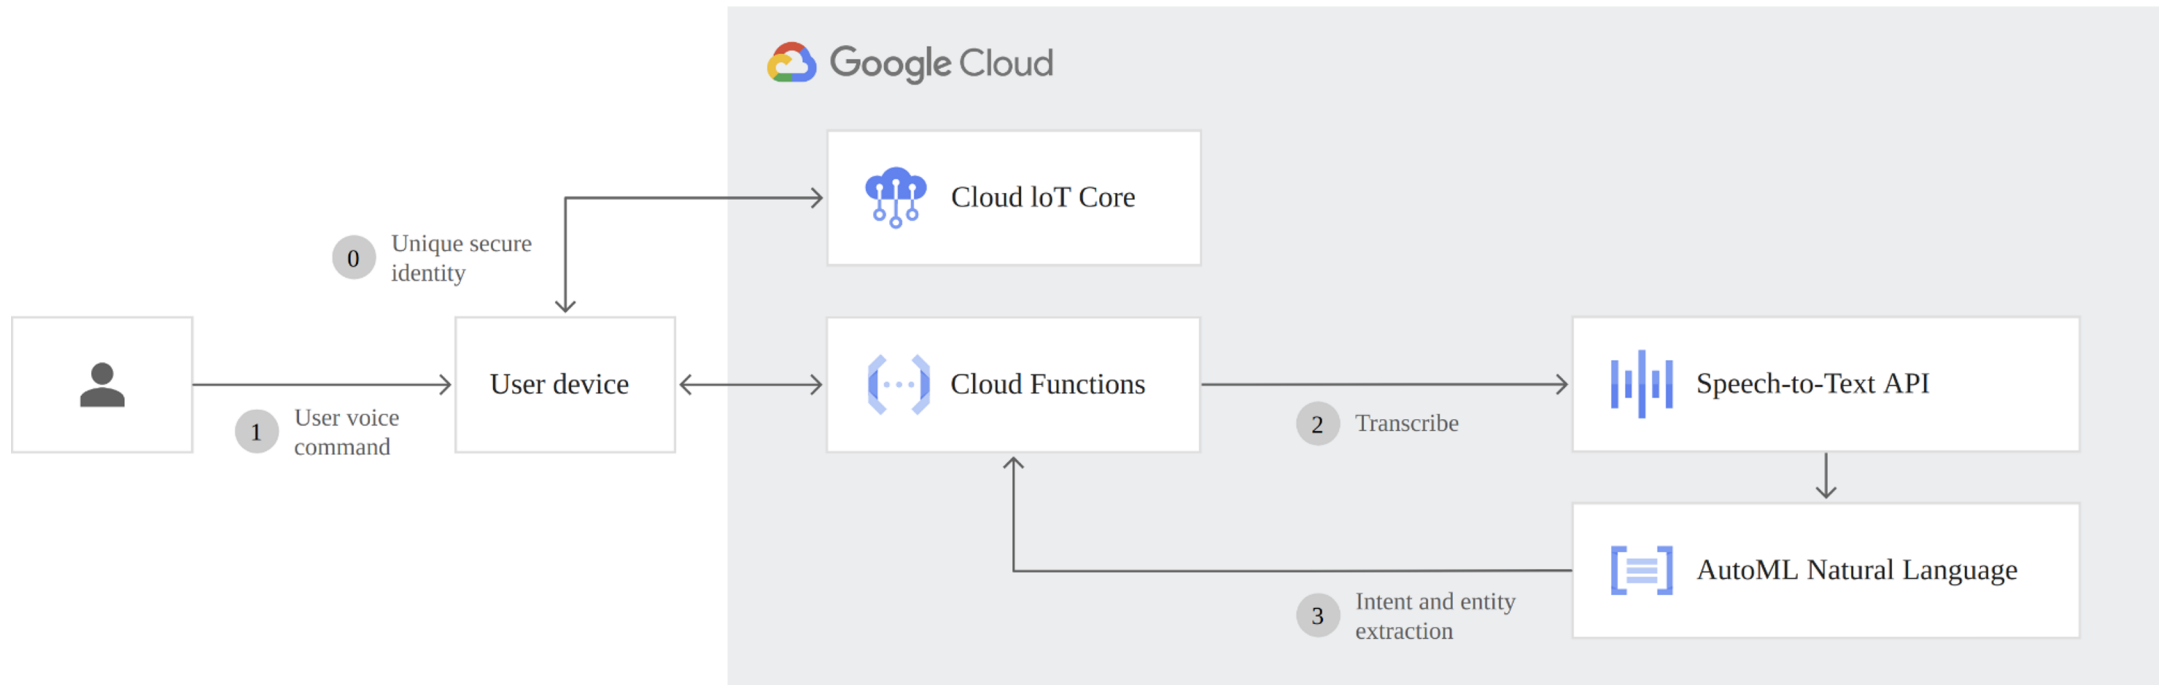 Google Cloud
Cloud loT Core
0
Unique secure
identity
User device
Cloud Functions
Speech-to-Text API
1
User voice
command
2
Transcribe
AutoML Natural Language
3
Intent and entity
extraction